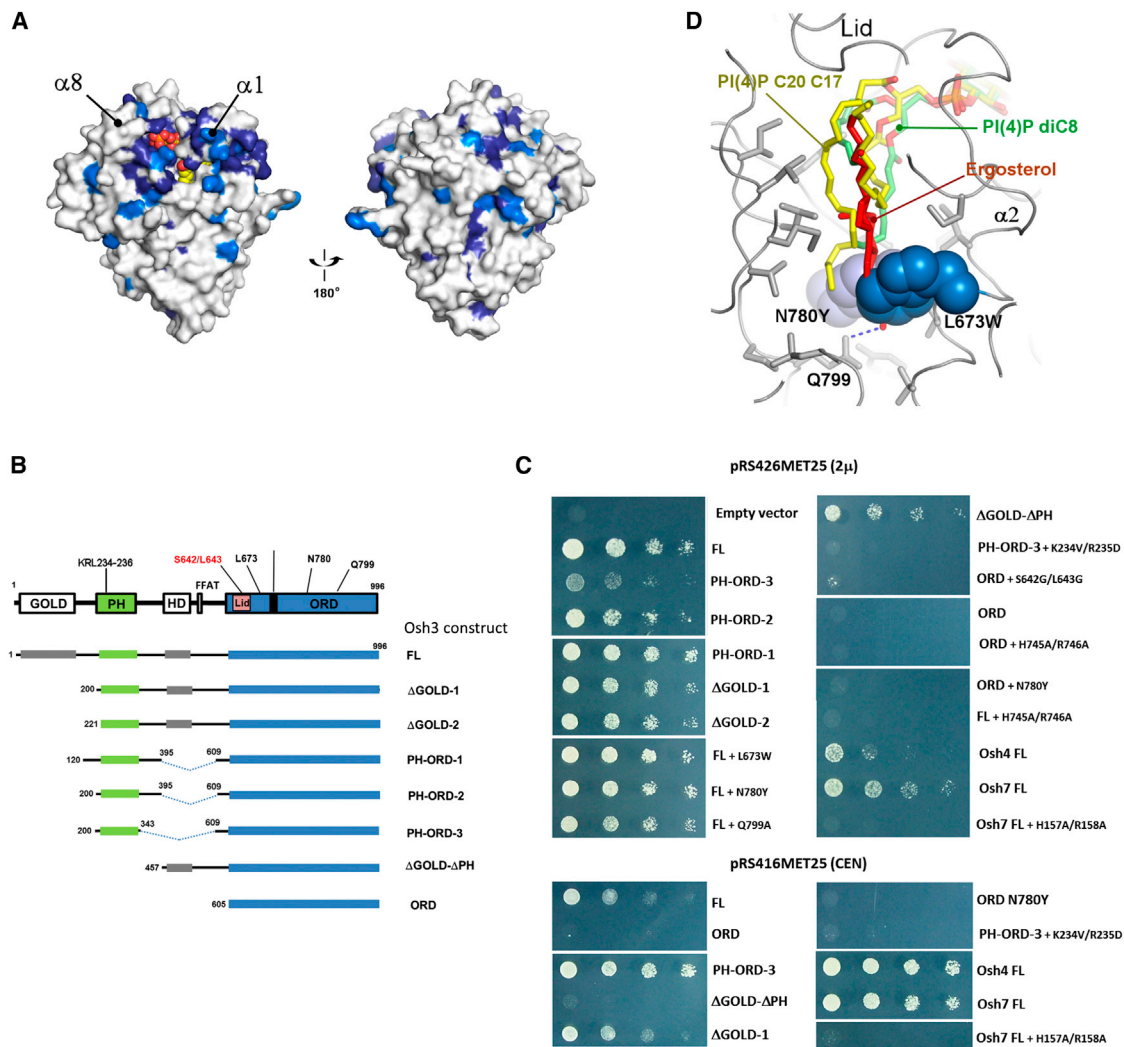 A
α8
α1
180°
D
Lid
PI(4)P C20 C17
PI(4)P diC8
Ergosterol
α2
N780Y
L673W
Q799
B
KRL234-236
S642/L643
L673
N780
Q799
1
FFAT
996
GOLD
PH
HD
Lid
ORD
Osh3 construct
1
996
FL
200
ΔGOLD-1
221
ΔGOLD-2
120
395
609
PH-ORD-1
200
395
609
PH-ORD-2
200
343
609
PH-ORD-3
457
ΔGOLD-ΔPH
605
ORD
C
pRS426MET25 (2μ)
Empty vector
FL
PH-ORD-3
PH-ORD-2
PH-ORD-1
ΔGOLD-1
ΔGOLD-2
FL + L673W
FL + N780Y
FL + Q799A
ΔGOLD-ΔPH
PH-ORD-3 + K234V/R235D
ORD + S642G/L643G
ORD
ORD + H745A/R746A
ORD + N780Y
FL + H745A/R746A
Osh4 FL
Osh7 FL
Osh7 FL + H157A/R158A
pRS416MET25 (CEN)
FL
ORD
PH-ORD-3
ΔGOLD-ΔPH
ΔGOLD-1
ORD N780Y
PH-ORD-3 + K234V/R235D
Osh4 FL
Osh7 FL
Osh7 FL + H157A/R158A